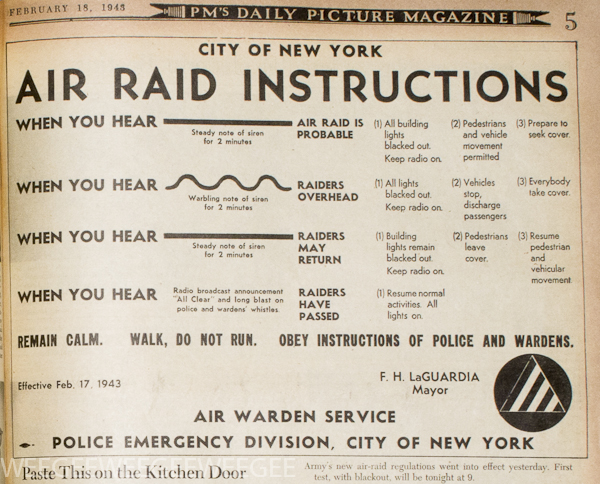 FEBRUARY 18, 1943
PM'S DAILY PICTURE MAGAZINE
5
CITY OF NEW YORK
AIR RAID INSTRUCTIONS
WHEN YOU HEAR
Steady note of siren
for 2 minutes
AIR RAID IS
PROBABLE
(1) All building
lights
blacked out.
Keep radio on.
(2) Pedestrians
and vehicle
movement
permitted
(3) Prepare to
seek cover.
WHEN YOU HEAR
Warbling note of siren
for 2 minutes
RAIDERS
OVERHEAD
(1) All lights
blacked out.
Keep radio on.
(2) Vehicles
stop,
discharge
passengers
(3) Everybody
take cover.
WHEN YOU HEAR
Steady note of siren
for 2 minutes
RAIDERS
MAY
RETURN
(1) Building
lights remain
blacked out.
Keep radio on.
(2) Pedestrians
leave
cover.
(3) Resume
pedestrian
and
vehicular
movement
WHEN YOU HEAR
Radio broadcast announcement
"All Clear" and long blast on
police and wardens' whistles.
RAIDERS
HAVE
PASSED
(1) Resume normal
activities. All
lights on.
REMAIN CALM. WALK, DO NOT RUN. OBEY INSTRUCTIONS OF POLICE AND WARDENS.
Effective Feb. 17, 1943
F. H. LaGUARDIA
Mayor
AIR WARDEN SERVICE
POLICE EMERGENCY DIVISION, CITY OF NEW YORK
WEEGEEWEEGEEWEEGEE
Paste This on the Kitchen Door
Army's new air-raid regulations went into effect yesterday. First
test, with blackout, will be tonight at 9.